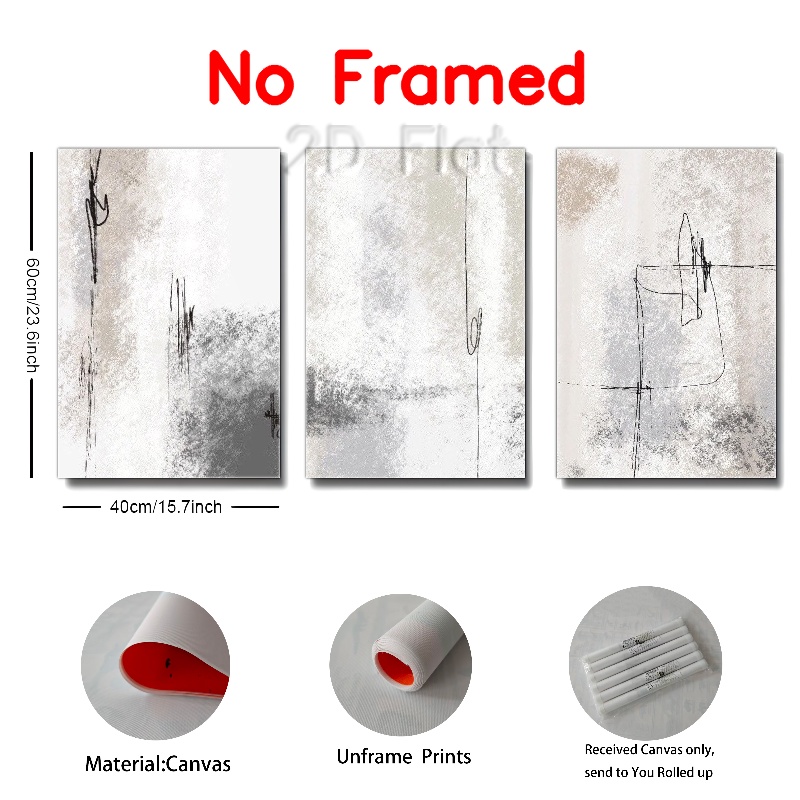 No Framed
2D Flat
60cm/23.6inch
40cm/15.7inch
Material:Canvas
Unframe Prints
Received Canvas only,
send to You Rolled up